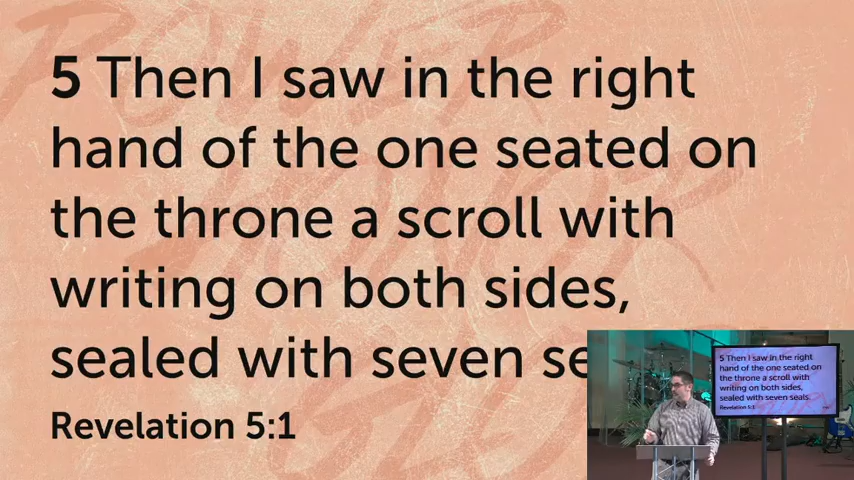 POWER
5 Then I saw in the right
hand of the one seated on
the throne a scroll with
writing on both sides,
sealed with seven se
Revelation 5:1
5 Then I saw in the right
hand of the one seated on
the throne a scroll with
writing on both sides,
sealed with seven seals.
Revelation 5:1